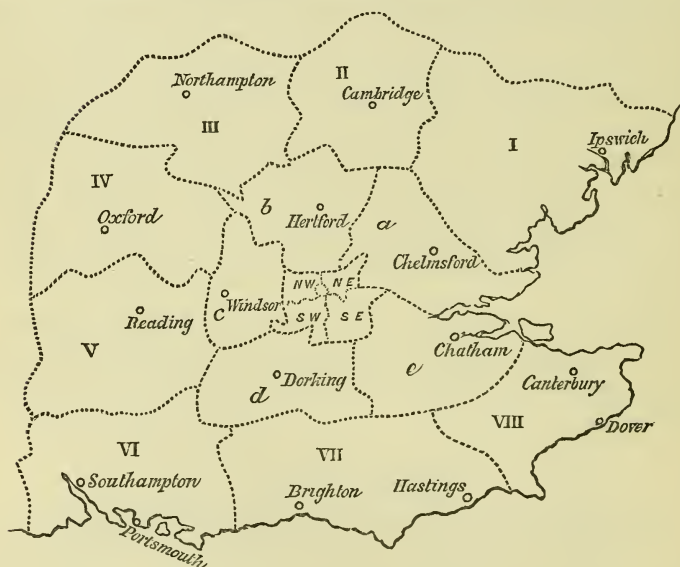 II
Northampton
Cambridge
III
I
Ipswich
IV
b
a
Oxford
Hertford
Chelmsford
NW
NE
c
Windsor
Reading
SW
SE
V
Chatham
e
Dorking
Canterbury
d
VIII
Dover
VI
VII
Southampton
Hastings
Brighton
Portsmouth